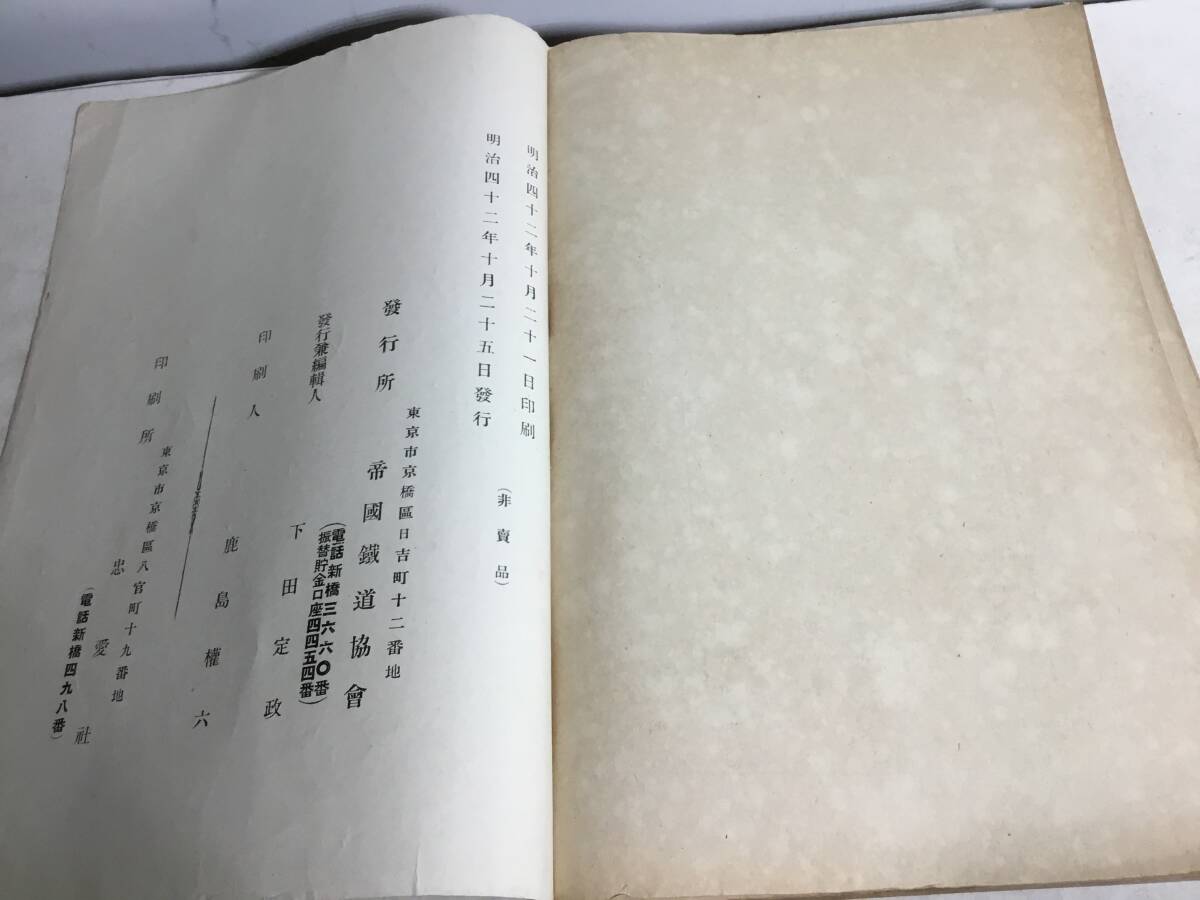 明治四十二年十月二十一日印刷
明治四十二年十月二十五日發行
(非賣品)
東京市京橋區日吉町十二番地
發行所 帝國鐵道協會
(電話新橋三六六〇番
振替貯金口座四四五四番)
發行兼編輯人 下田定政
印刷人 鹿島權六
東京市京橋區八官町十九番地
印刷所 忠愛社
(電話新橋四九八番)